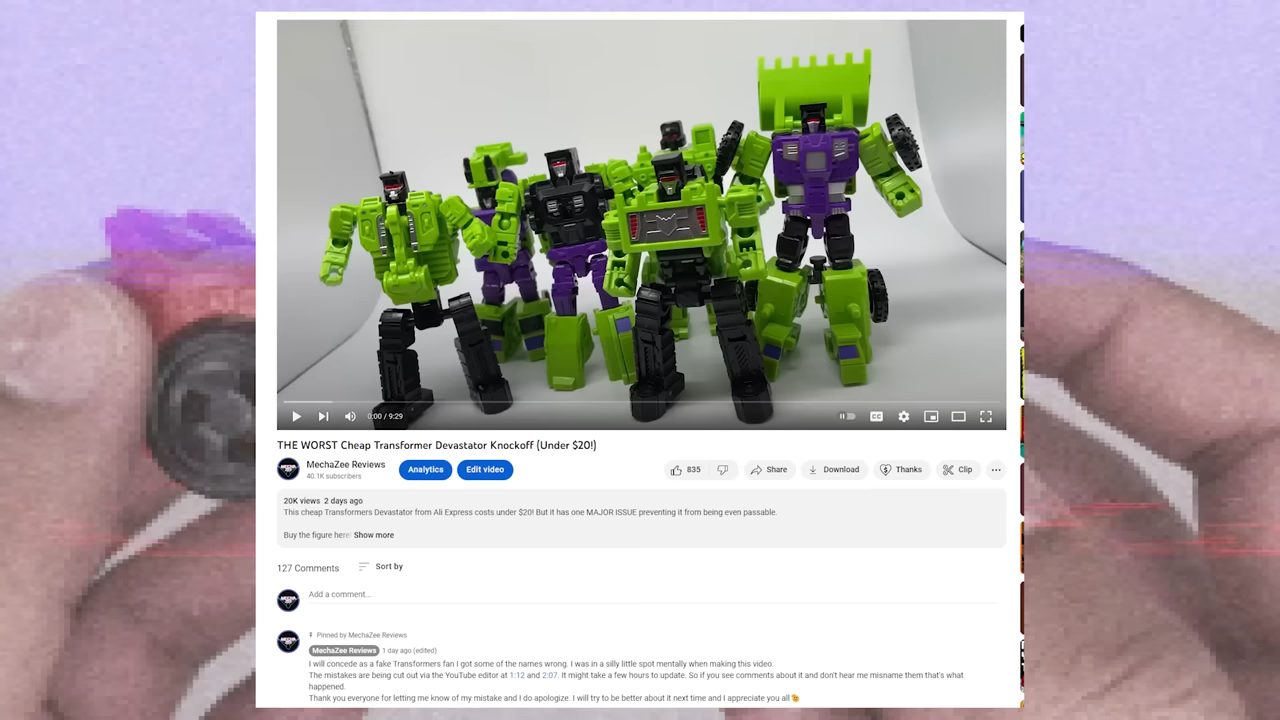 0:00 / 9:29
CC
THE WORST Cheap Transformer Devastator Knockoff (Under $20!)
MechaZee Reviews
40.1K subscribers
Analytics
Edit video
835
Share
Download
Thanks
Clip
20K views 2 days ago
This cheap Transformers Devastator from Ali Express costs under $20! But it has one MAJOR ISSUE preventing it from being even passable.
Buy the figure here: Show more
127 Comments
Sort by
Add a comment...
Pinned by MechaZee Reviews
MechaZee Reviews 1 day ago (edited)
I will concede as a fake Transformers fan I got some of the names wrong. I was in a silly little spot mentally when making this video.
The mistakes are being cut out via the YouTube editor at 1:12 and 2:07. It might take a few hours to update. So if you see comments about it and don't hear me misname them that's what
happened.
Thank you everyone for letting me know of my mistake and I do apologize. I will try to be better about it next time and I appreciate you all